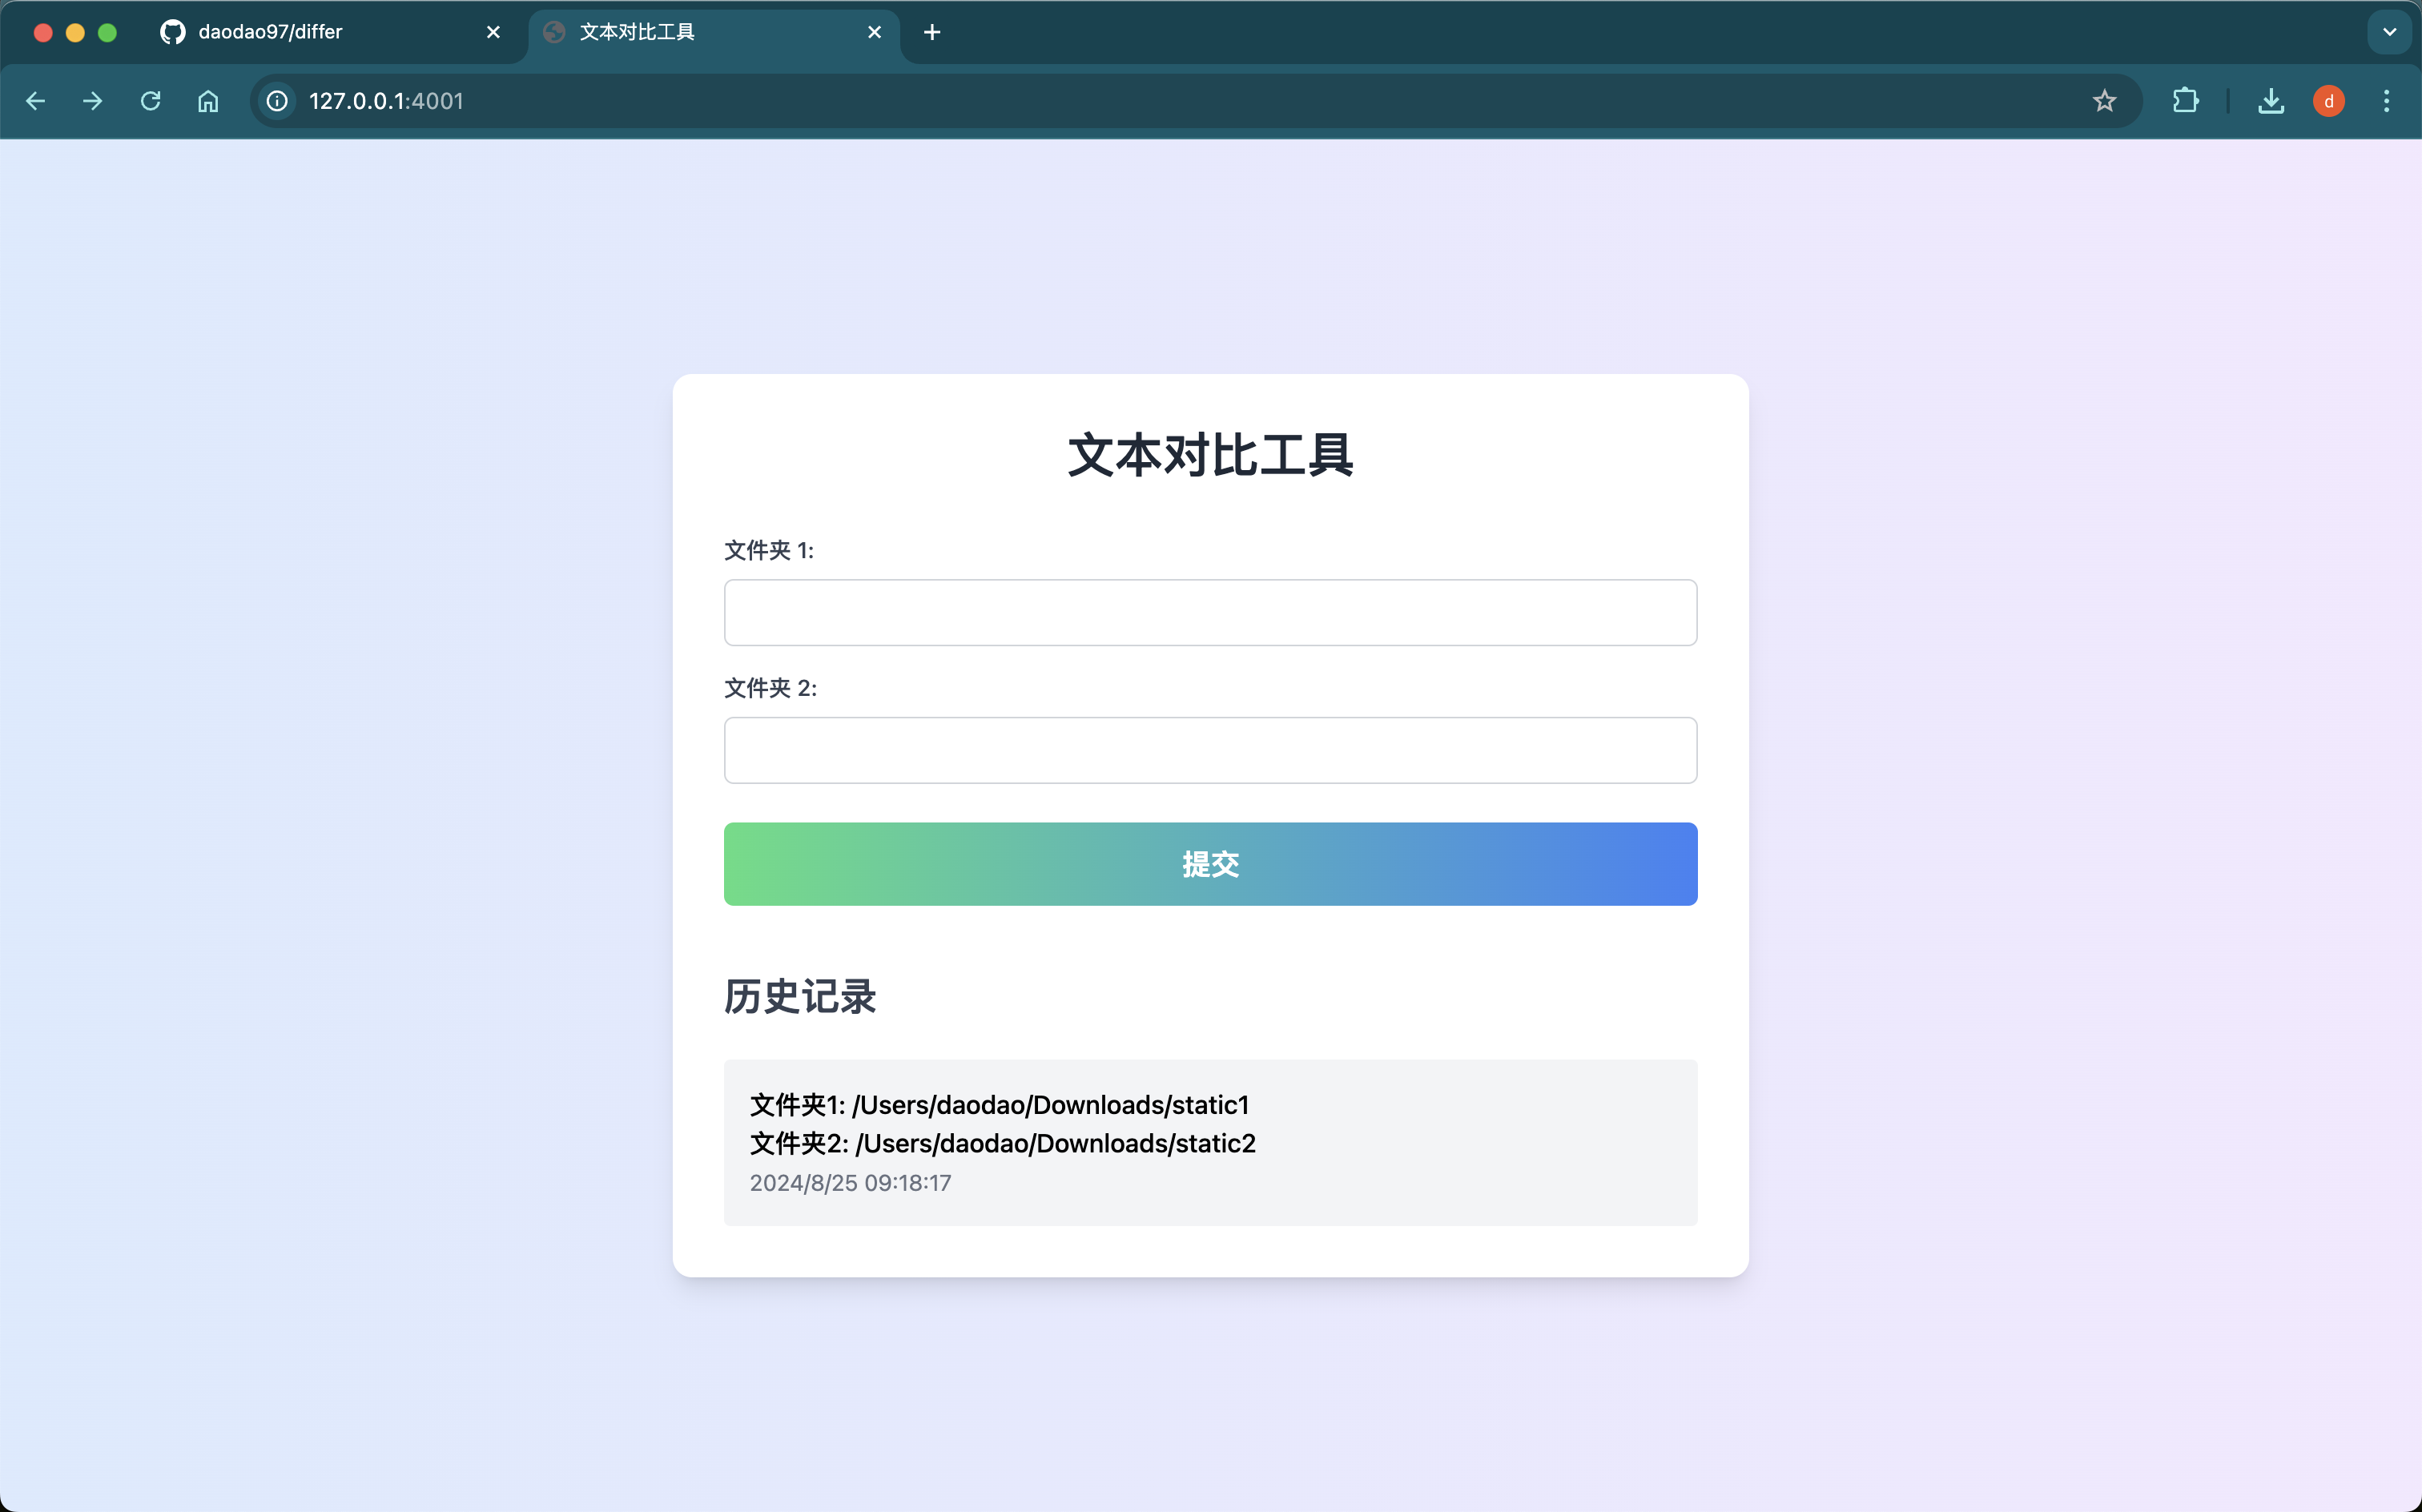 daodao97/differ
文本对比工具
127.0.0.1:4001
d
文本对比工具
文件夹 1:
文件夹 2:
提交
历史记录
文件夹1: /Users/daodao/Downloads/static1
文件夹2: /Users/daodao/Downloads/static2
2024/8/25 09:18:17